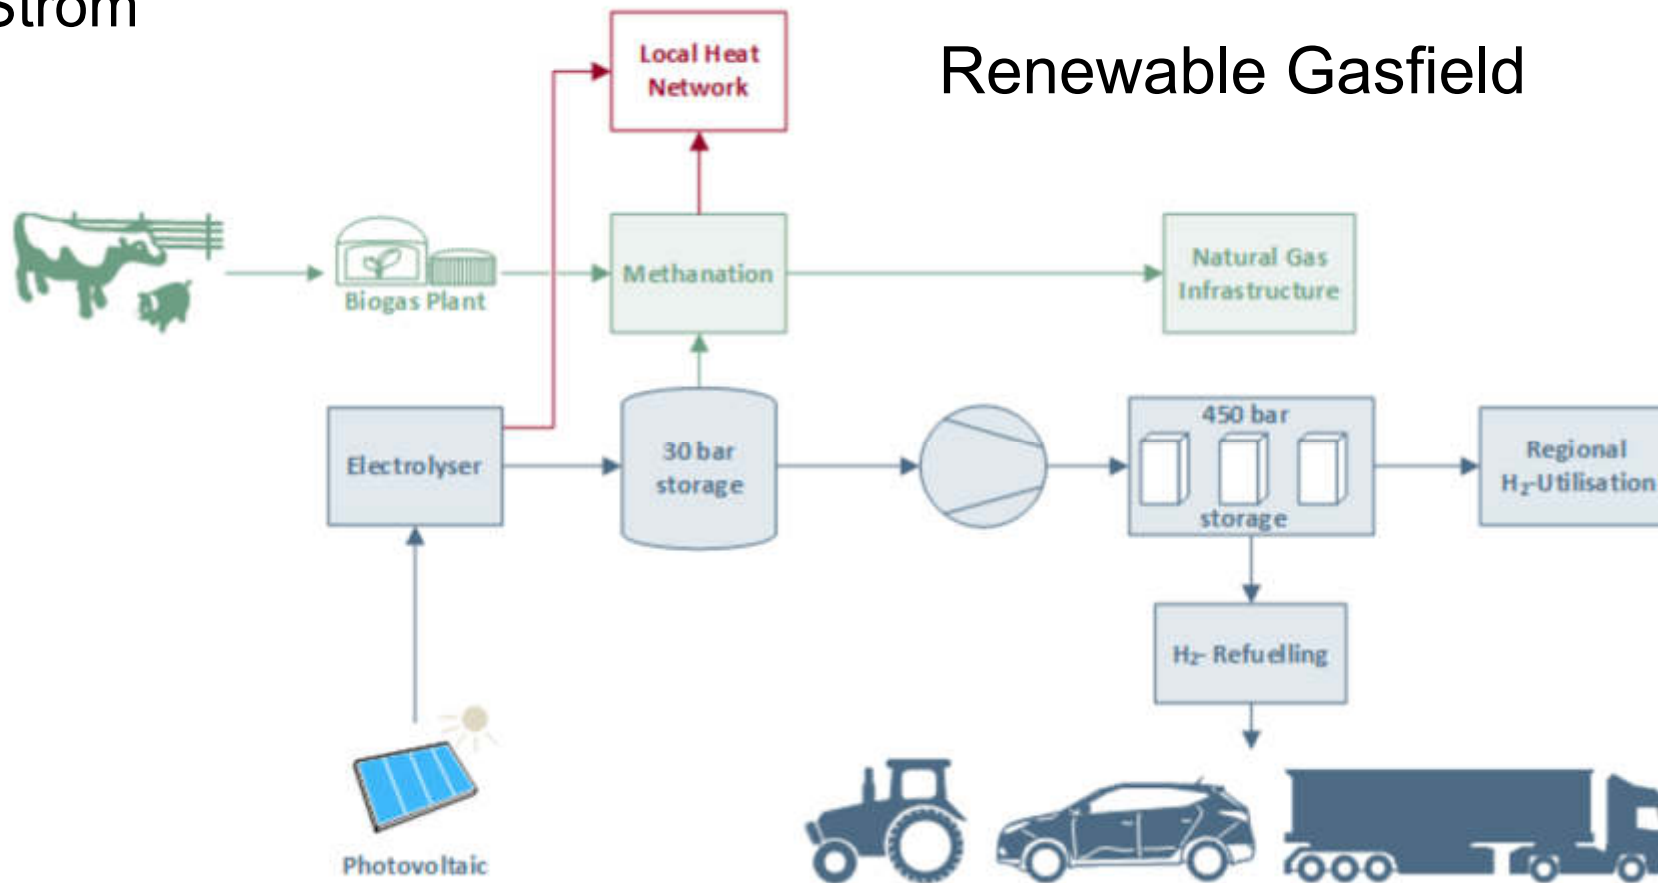 Strom
Renewable Gasfield
Local Heat
Network
Biogas Plant
Methanation
Natural Gas
Infrastructure
Electrolyser
30 bar
storage
450 bar
storage
Regional
H₂-Utilisation
H₂- Refuelling
Photovoltaic